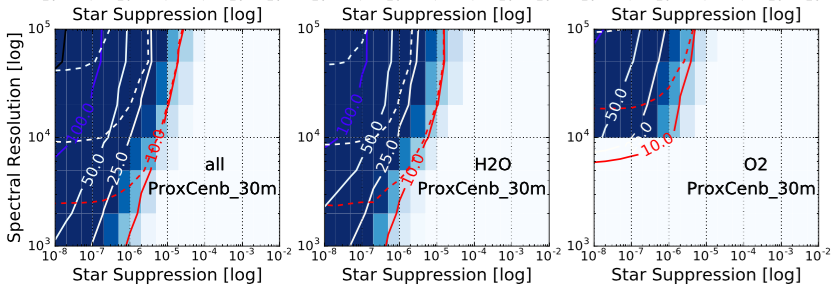 Star Suppression [log] Star Suppression [log] Star Suppression [log]
Spectral Resolution [log]
10^5 10^5 10^5
10^4 10^4 10^4
10^3 10^3 10^3
100.0 50.0 25.0 10.0
200.0 50.0 25.0 10.0
50.0 10.0
all H2O O2
ProxCenb_30m ProxCenb_30m ProxCenb_30m
10^-8 10^-7 10^-6 10^-5 10^-4 10^-3 10^-2 10^-8 10^-7 10^-6 10^-5 10^-4 10^-3 10^-2 10^-8 10^-7 10^-6 10^-5 10^-4 10^-3 10^-2
Star Suppression [log] Star Suppression [log] Star Suppression [log]